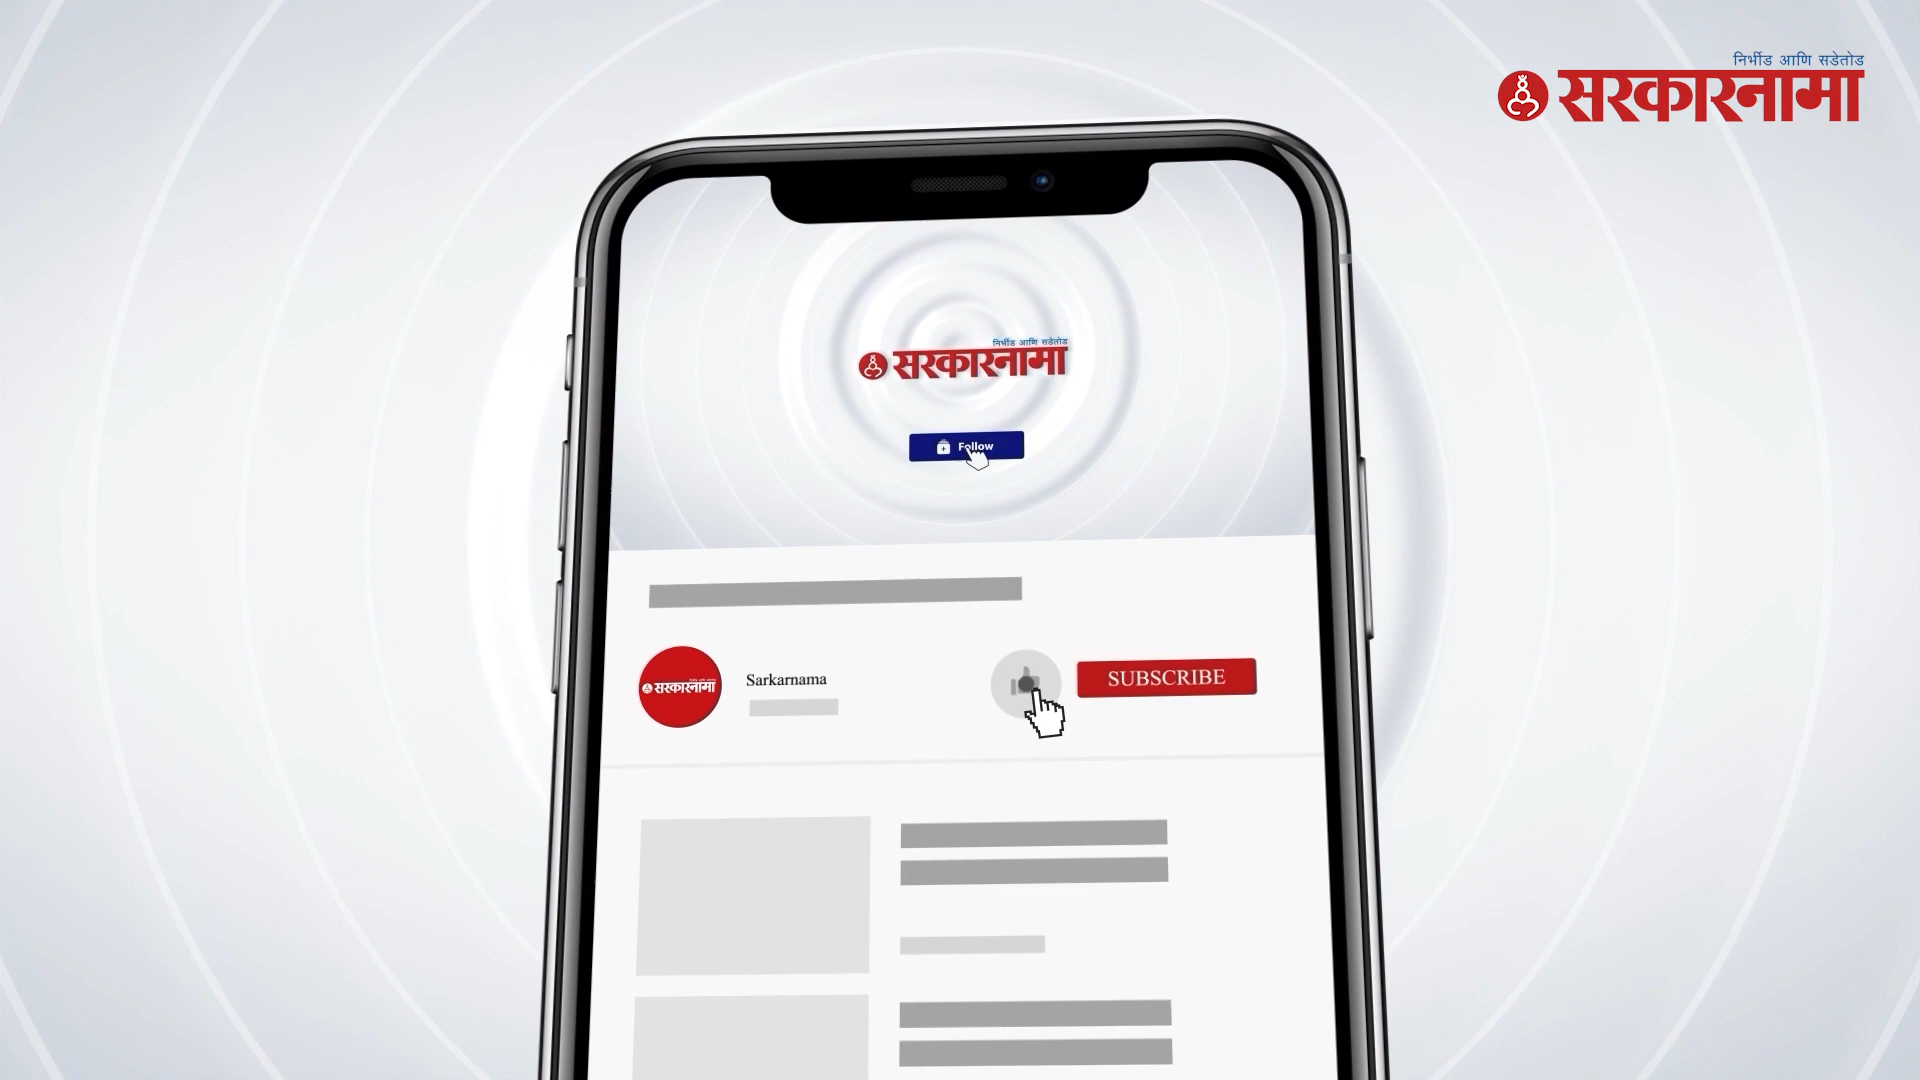 निर्भीड आणि सडेतोड
सरकारनामा
निर्भीड आणि सडेतोड
सरकारनामा
Follow
सरकारनामा
Sarkarnama
SUBSCRIBE